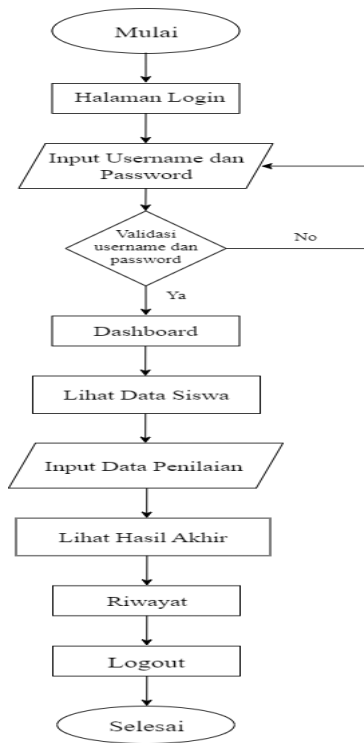 Mulai
Halaman Login
Input Username dan
Password
Validasi
username dan
password
No
Ya
Dashboard
Lihat Data Siswa
Input Data Penilaian
Lihat Hasil Akhir
Riwayat
Logout
Selesai